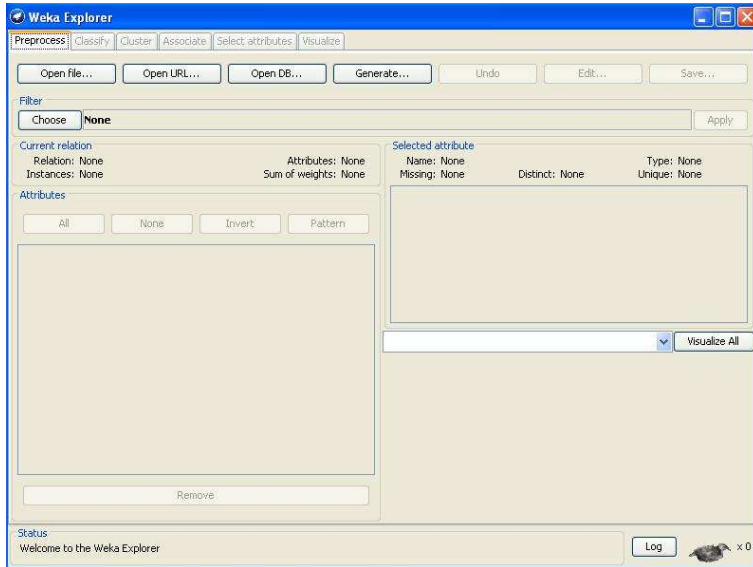 Weka Explorer
Preprocess Classify Cluster Associate Select attributes Visualize
Open file... Open URL... Open DB... Generate... Undo Edit... Save...
Filter
Choose None Apply
Current relation
Relation: None Attributes: None
Instances: None Sum of weights: None
Selected attribute
Name: None Type: None
Missing: None Distinct: None Unique: None
Attributes
All None Invert Pattern
Visualize All
Remove
Status
Welcome to the Weka Explorer
Log x 0